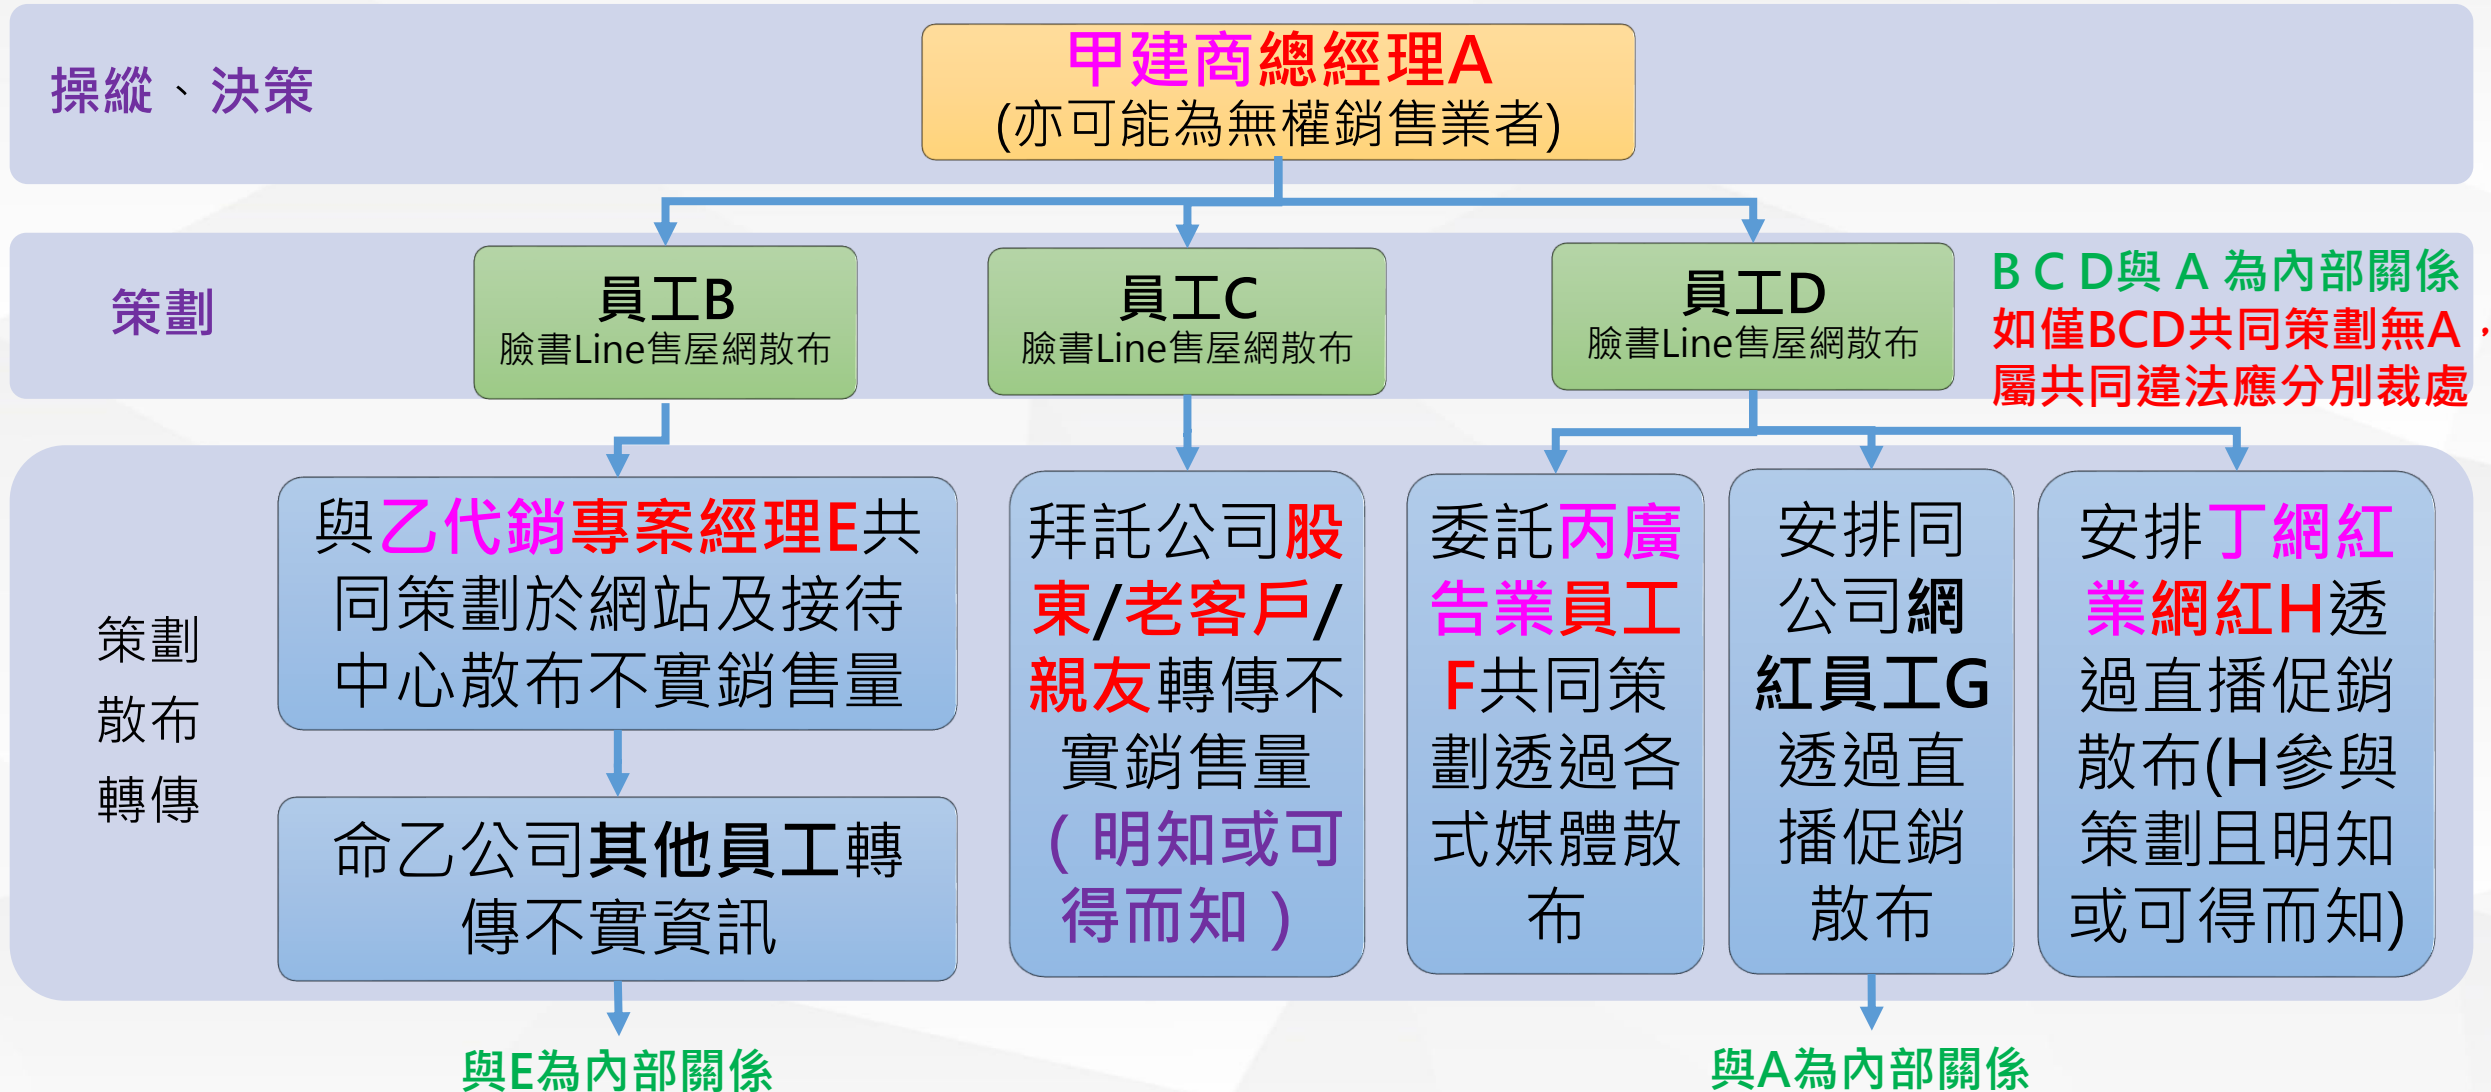 操縱、決策
甲建商總經理A
(亦可能為無權銷售業者)
策劃
員工B
臉書Line售屋網散布
員工C
臉書Line售屋網散布
員工D
臉書Line售屋網散布
B C D與 A 為內部關係
如僅BCD共同策劃無A，
屬共同違法應分別裁處
策劃
散布
轉傳
與乙代銷專案經理E共
同策劃於網站及接待
中心散布不實銷售量
命乙公司其他員工轉
傳不實資訊
與E為內部關係
拜託公司股
東/老客戶/
親友轉傳不
實銷售量
（明知或可
得而知）
委託丙廣
告業員工
F共同策
劃透過各
式媒體散
布
安排同
公司網
紅員工G
透過直
播促銷
散布
與A為內部關係
安排丁網紅
業網紅H透
過直播促銷
散布(H參與
策劃且明知
或可得而知)